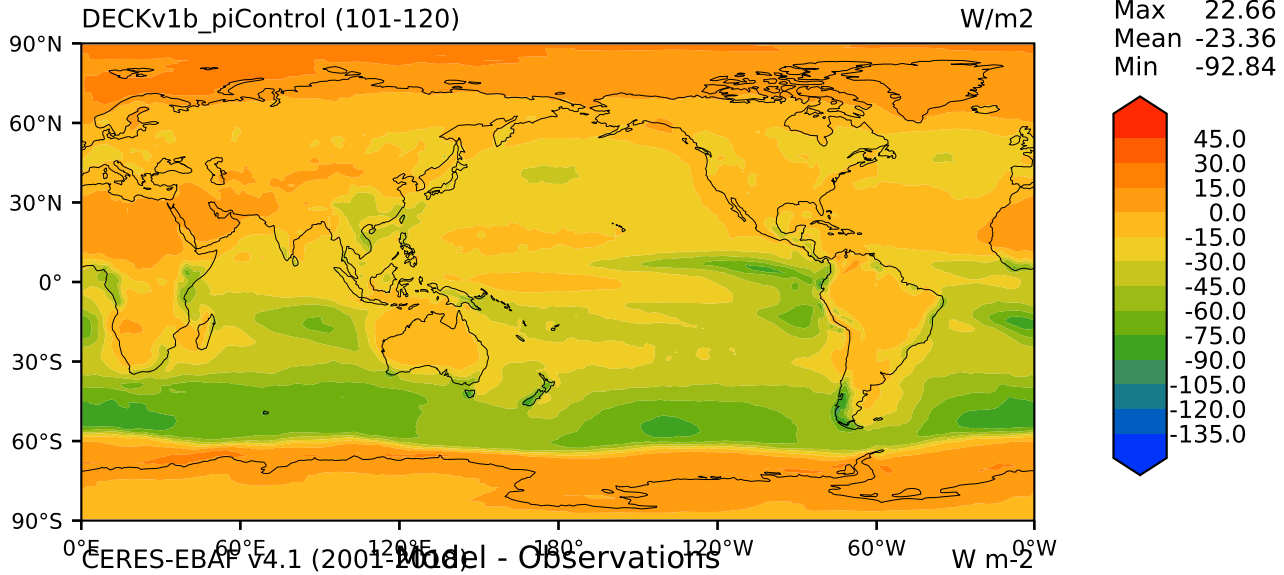 DECKv1b_piControl (101-120) W/m2
Max 22.66
Mean -23.36
Min -92.84
90°N
60°N
30°N
0°
30°S
60°S
90°S
45.0
30.0
15.0
0.0
-15.0
-30.0
-45.0
-60.0
-75.0
-90.0
-105.0
-120.0
-135.0
0°E 60°E 120°E 180° 120°W 60°W 0°W
CERES-EBAF v4.1 (2001-2018) Model - Observations W m-2